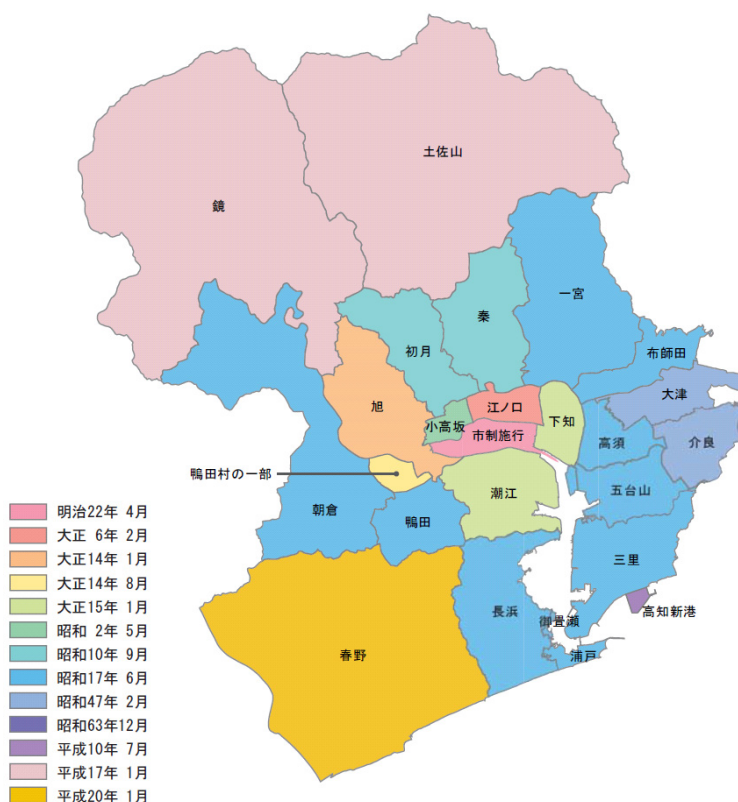 土佐山
鏡
一宮
秦
初月
布師田
大津
旭
江ノ口
下知
小高坂
市制施行
高須
介良
鴨田村の一部
潮江
五台山
朝倉
鴨田
三里
長浜
御畳瀬
高知新港
春野
浦戸
明治22年 4月
大正 6年 2月
大正14年 1月
大正14年 8月
大正15年 1月
昭和 2年 5月
昭和10年 9月
昭和17年 6月
昭和47年 2月
昭和63年12月
平成10年 7月
平成17年 1月
平成20年 1月